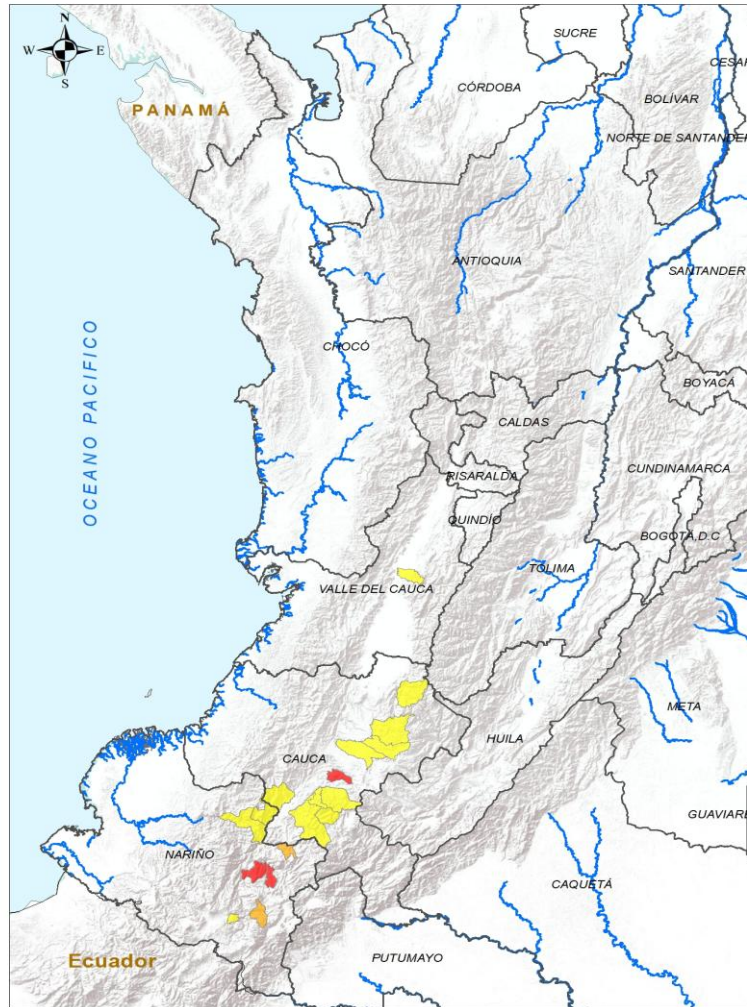 N
W E
S
SUCRE
CESAR
CÓRDOBA
BOLÍVAR
PANAMÁ
NORTE DE SANTANDER
ANTIOQUIA
SANTANDER
OCEANO PACIFICO
CHOCÓ
BOYACÁ
CALDAS
CUNDINAMARCA
RISARALDA
QUINDÍO
BOGOTÁ, D.C
TOLIMA
VALLE DEL CAUCA
META
HUILA
CAUCA
GUAVIARE
NARIÑO
CAQUETÁ
PUTUMAYO
Ecuador